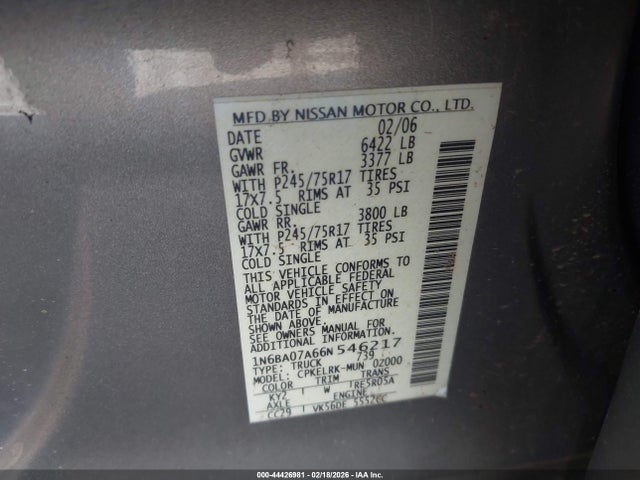 MFD BY NISSAN MOTOR CO., LTD.
DATE 02/06
GVWR 6422 LB
GAWR FR. 3377 LB
WITH P245/75R17 TIRES
17X7.5 RIMS AT 35 PSI
COLD SINGLE
GAWR RR. 3800 LB
WITH P245/75R17 TIRES
17X7.5 RIMS AT 35 PSI
COLD SINGLE
THIS VEHICLE CONFORMS TO
ALL APPLICABLE FEDERAL
MOTOR VEHICLE SAFETY
STANDARDS IN EFFECT ON
THE DATE OF MANUFACTURE
SHOWN ABOVE.
SEE OWNERS MANUAL FOR
ADDITIONAL INFORMATION.
1N6BA07A66N546217
TYPE: TRUCK /39
MODEL: CPKELRK-MUN 02000
COLOR TRIM TRANS
KY2 W TRE5R05A
AXLE ENGINE
CC29 VK56DE 5552CC
000-44426981 - 02/18/2026 - IAA Inc.